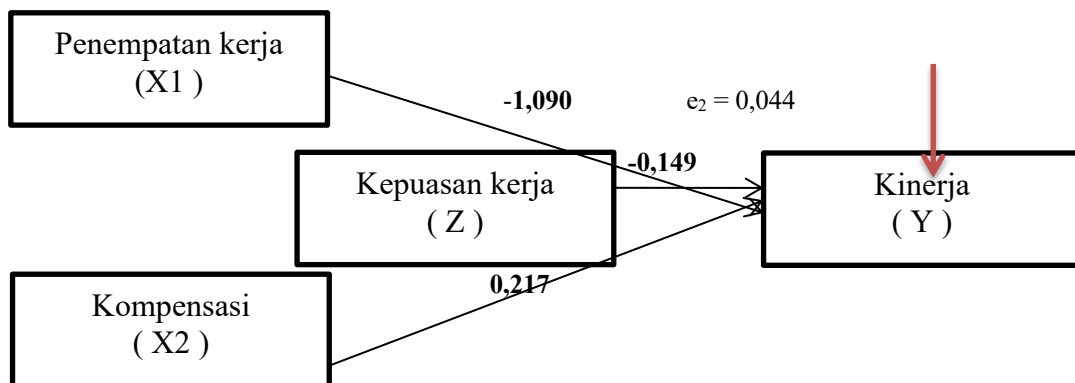 Penempatan kerja
(X1 )
-1,090
e₂ = 0,044
Kepuasan kerja
( Z )
-0,149
Kinerja
( Y )
0,217
Kompensasi
( X2 )